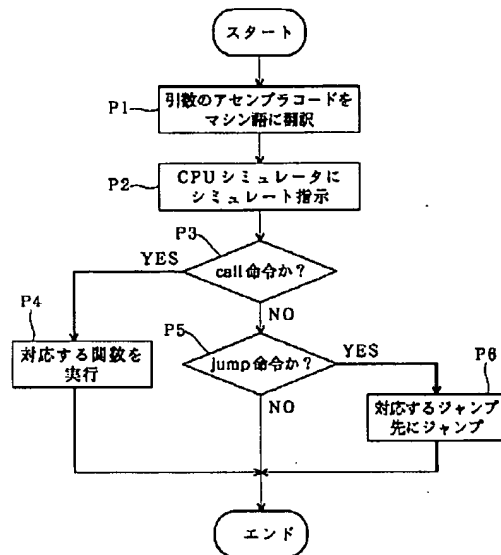 スタート
P1
引数のアセンブラコードを
マシン語に翻訳
P2
CPUシミュレータに
シミュレート指示
P3
YES
call命令か?
NO
P4
対応する関数を
実行
P5
jump命令か?
YES
NO
P6
対応するジャンプ
先にジャンプ
エンド